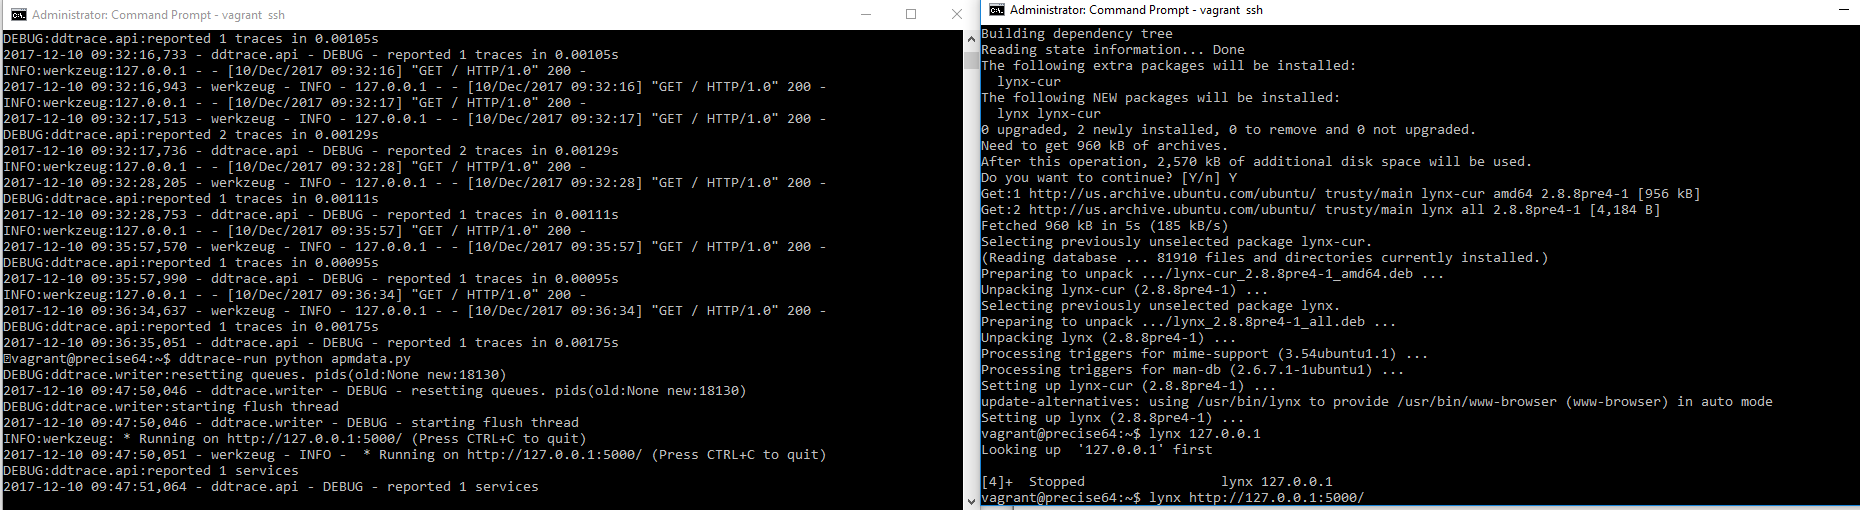 Administrator: Command Prompt - vagrant  ssh
DEBUG:ddtrace.api:reported 1 traces in 0.00105s
2017-12-10 09:32:16,733 - ddtrace.api - DEBUG - reported 1 traces in 0.00105s
INFO:werkzeug:127.0.0.1 - - [10/Dec/2017 09:32:16] "GET / HTTP/1.0" 200 -
2017-12-10 09:32:16,943 - werkzeug - INFO - 127.0.0.1 - - [10/Dec/2017 09:32:16] "GET / HTTP/1.0" 200 -
INFO:werkzeug:127.0.0.1 - - [10/Dec/2017 09:32:17] "GET / HTTP/1.0" 200 -
2017-12-10 09:32:17,513 - werkzeug - INFO - 127.0.0.1 - - [10/Dec/2017 09:32:17] "GET / HTTP/1.0" 200 -
DEBUG:ddtrace.api:reported 2 traces in 0.00129s
2017-12-10 09:32:17,736 - ddtrace.api - DEBUG - reported 2 traces in 0.00129s
INFO:werkzeug:127.0.0.1 - - [10/Dec/2017 09:32:28] "GET / HTTP/1.0" 200 -
2017-12-10 09:32:28,205 - werkzeug - INFO - 127.0.0.1 - - [10/Dec/2017 09:32:28] "GET / HTTP/1.0" 200 -
DEBUG:ddtrace.api:reported 1 traces in 0.00111s
2017-12-10 09:32:28,753 - ddtrace.api - DEBUG - reported 1 traces in 0.00111s
INFO:werkzeug:127.0.0.1 - - [10/Dec/2017 09:35:57] "GET / HTTP/1.0" 200 -
2017-12-10 09:35:57,570 - werkzeug - INFO - 127.0.0.1 - - [10/Dec/2017 09:35:57] "GET / HTTP/1.0" 200 -
DEBUG:ddtrace.api:reported 1 traces in 0.00095s
2017-12-10 09:35:57,990 - ddtrace.api - DEBUG - reported 1 traces in 0.00095s
INFO:werkzeug:127.0.0.1 - - [10/Dec/2017 09:36:34] "GET / HTTP/1.0" 200 -
2017-12-10 09:36:34,637 - werkzeug - INFO - 127.0.0.1 - - [10/Dec/2017 09:36:34] "GET / HTTP/1.0" 200 -
DEBUG:ddtrace.api:reported 1 traces in 0.00175s
2017-12-10 09:36:35,051 - ddtrace.api - DEBUG - reported 1 traces in 0.00175s
vagrant@precise64:~$ ddtrace-run python apmdata.py
DEBUG:ddtrace.writer:resetting queues. pids(old:None new:18130)
2017-12-10 09:47:50,046 - ddtrace.writer - DEBUG - resetting queues. pids(old:None new:18130)
DEBUG:ddtrace.writer:starting flush thread
2017-12-10 09:47:50,046 - ddtrace.writer - DEBUG - starting flush thread
INFO:werkzeug: * Running on http://127.0.0.1:5000/ (Press CTRL+C to quit)
2017-12-10 09:47:50,051 - werkzeug - INFO -  * Running on http://127.0.0.1:5000/ (Press CTRL+C to quit)
DEBUG:ddtrace.api:reported 1 services
2017-12-10 09:47:51,064 - ddtrace.api - DEBUG - reported 1 services
Administrator: Command Prompt - vagrant  ssh
Building dependency tree
Reading state information... Done
The following extra packages will be installed:
  lynx-cur
The following NEW packages will be installed:
  lynx lynx-cur
0 upgraded, 2 newly installed, 0 to remove and 0 not upgraded.
Need to get 960 kB of archives.
After this operation, 2,570 kB of additional disk space will be used.
Do you want to continue? [Y/n] Y
Get:1 http://us.archive.ubuntu.com/ubuntu/ trusty/main lynx-cur amd64 2.8.8pre4-1 [956 kB]
Get:2 http://us.archive.ubuntu.com/ubuntu/ trusty/main lynx all 2.8.8pre4-1 [4,184 B]
Fetched 960 kB in 5s (185 kB/s)
Selecting previously unselected package lynx-cur.
(Reading database ... 81910 files and directories currently installed.)
Preparing to unpack .../lynx-cur_2.8.8pre4-1_amd64.deb ...
Unpacking lynx-cur (2.8.8pre4-1) ...
Selecting previously unselected package lynx.
Preparing to unpack .../lynx_2.8.8pre4-1_all.deb ...
Unpacking lynx (2.8.8pre4-1) ...
Processing triggers for mime-support (3.54ubuntu1.1) ...
Processing triggers for man-db (2.6.7.1-1ubuntu1) ...
Setting up lynx-cur (2.8.8pre4-1) ...
update-alternatives: using /usr/bin/lynx to provide /usr/bin/www-browser (www-browser) in auto mode
Setting up lynx (2.8.8pre4-1) ...
vagrant@precise64:~$ lynx 127.0.0.1
Looking up  '127.0.0.1' first
[4]+  Stopped                 lynx 127.0.0.1
vagrant@precise64:~$ lynx http://127.0.0.1:5000/